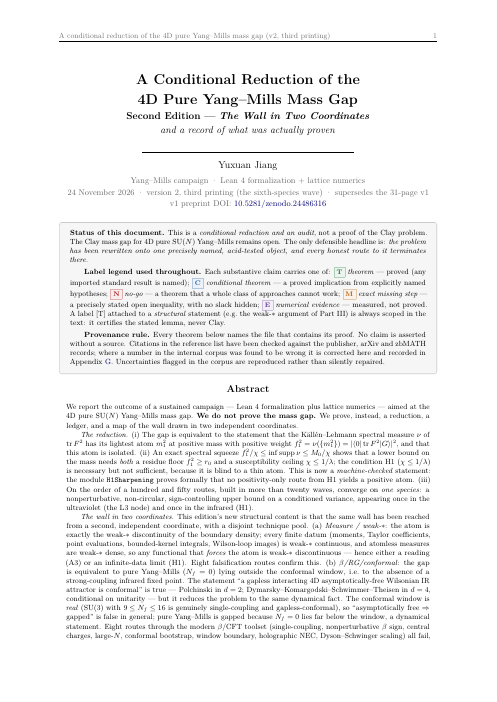 A conditional reduction of the 4D pure Yang–Mills mass gap (v2, third printing) 1
A Conditional Reduction of the
4D Pure Yang–Mills Mass Gap
Second Edition — The Wall in Two Coordinates
and a record of what was actually proven
Yuxuan Jiang
Yang–Mills campaign · Lean 4 formalization + lattice numerics
24 November 2026 · version 2, third printing (the sixth-species wave) · supersedes the 31-page v1
v1 preprint DOI: 10.5281/zenodo.24486316
Status of this document. This is a conditional reduction and an audit, not a proof of the Clay problem.
The Clay mass gap for 4D pure SU(N) Yang–Mills remains open. The only defensible headline is: the problem
has been rewritten onto one precisely named, acid-tested object, and every honest route to it terminates
there.
Label legend used throughout. Each substantive claim carries one of: T theorem — proved (any
imported standard result is named); C conditional theorem — a proved implication from explicitly named
hypotheses; N no-go — a theorem that a whole class of approaches cannot work; M exact missing step —
a precisely stated open inequality, with no slack hidden; E numerical evidence — measured, not proved.
A label [T] attached to a structural statement (e.g. the weak-∗ argument of Part III) is always scoped in the
text: it certifies the stated lemma, never Clay.
Provenance rule. Every theorem below names the file that contains its proof. No claim is asserted
without a source. Citations in the reference list have been checked against the publisher, arXiv and zbMATH
records; where a number in the internal corpus was found to be wrong it is corrected here and recorded in
Appendix G. Uncertainties flagged in the corpus are reproduced rather than silently repaired.
Abstract
We report the outcome of a sustained campaign — Lean 4 formalization plus lattice numerics — aimed at the
4D pure SU(N) Yang–Mills mass gap. We do not prove the mass gap. We prove, instead, a reduction, a
ledger, and a map of the wall drawn in two independent coordinates.
The reduction. (i) The gap is equivalent to the statement that the Källén–Lehmann spectral measure ν of
tr F² has its lightest atom m₁² at positive mass with positive weight f₁² = ν({m₁²}) = |⟨0| tr F²|G⟩|², and that
this atom is isolated. (ii) An exact spectral squeeze f₁²/χ ≤ inf supp ν ≤ M₀/χ shows that a lower bound on
the mass needs both a residue floor f₁² ≥ r₀ and a susceptibility ceiling χ ≤ 1/λ; the condition H1 (χ ≤ 1/λ)
is necessary but not sufficient, because it is blind to a thin atom. This is now a machine-checked statement:
the module H1Sharpening proves formally that no positivity-only route from H1 yields a positive atom. (iii)
On the order of a hundred and fifty routes, built in more than twenty waves, converge on one species: a
nonperturbative, non-circular, sign-controlling upper bound on a conditioned variance, appearing once in the
ultraviolet (the L3 node) and once in the infrared (H1).
The wall in two coordinates. This edition's new structural content is that the same wall has been reached
from a second, independent coordinate, with a disjoint technique pool. (a) Measure / weak-∗: the atom is
exactly the weak-∗ discontinuity of the boundary density; every finite datum (moments, Taylor coefficients,
point evaluations, bounded-kernel integrals, Wilson-loop images) is weak-∗ continuous, and atomless measures
are weak-∗ dense, so any functional that forces the atom is weak-∗ discontinuous — hence either a reading
(A3) or an infinite-data limit (H1). Eight falsification routes confirm this. (b) β/RG/conformal: the gap
is equivalent to pure Yang–Mills (N_f = 0) lying outside the conformal window, i.e. to the absence of a
strong-coupling infrared fixed point. The statement “a gapless interacting 4D asymptotically-free Wilsonian IR
attractor is conformal” is true — Polchinski in d = 2; Dymarsky–Komargodski–Schwimmer–Theisen in d = 4,
conditional on unitarity — but it reduces the problem to the same dynamical fact. The conformal window is
real (SU(3) with 9 ≤ N_f ≤ 16 is genuinely single-coupling and gapless-conformal), so “asymptotically free ⇒
gapped” is false in general; pure Yang–Mills is gapped because N_f = 0 lies far below the window, a dynamical
statement. Eight routes through the modern β/CFT toolset (single-coupling, nonperturbative β sign, central
charges, large-N, conformal bootstrap, window boundary, holographic NEC, Dyson–Schwinger scaling) all fail,